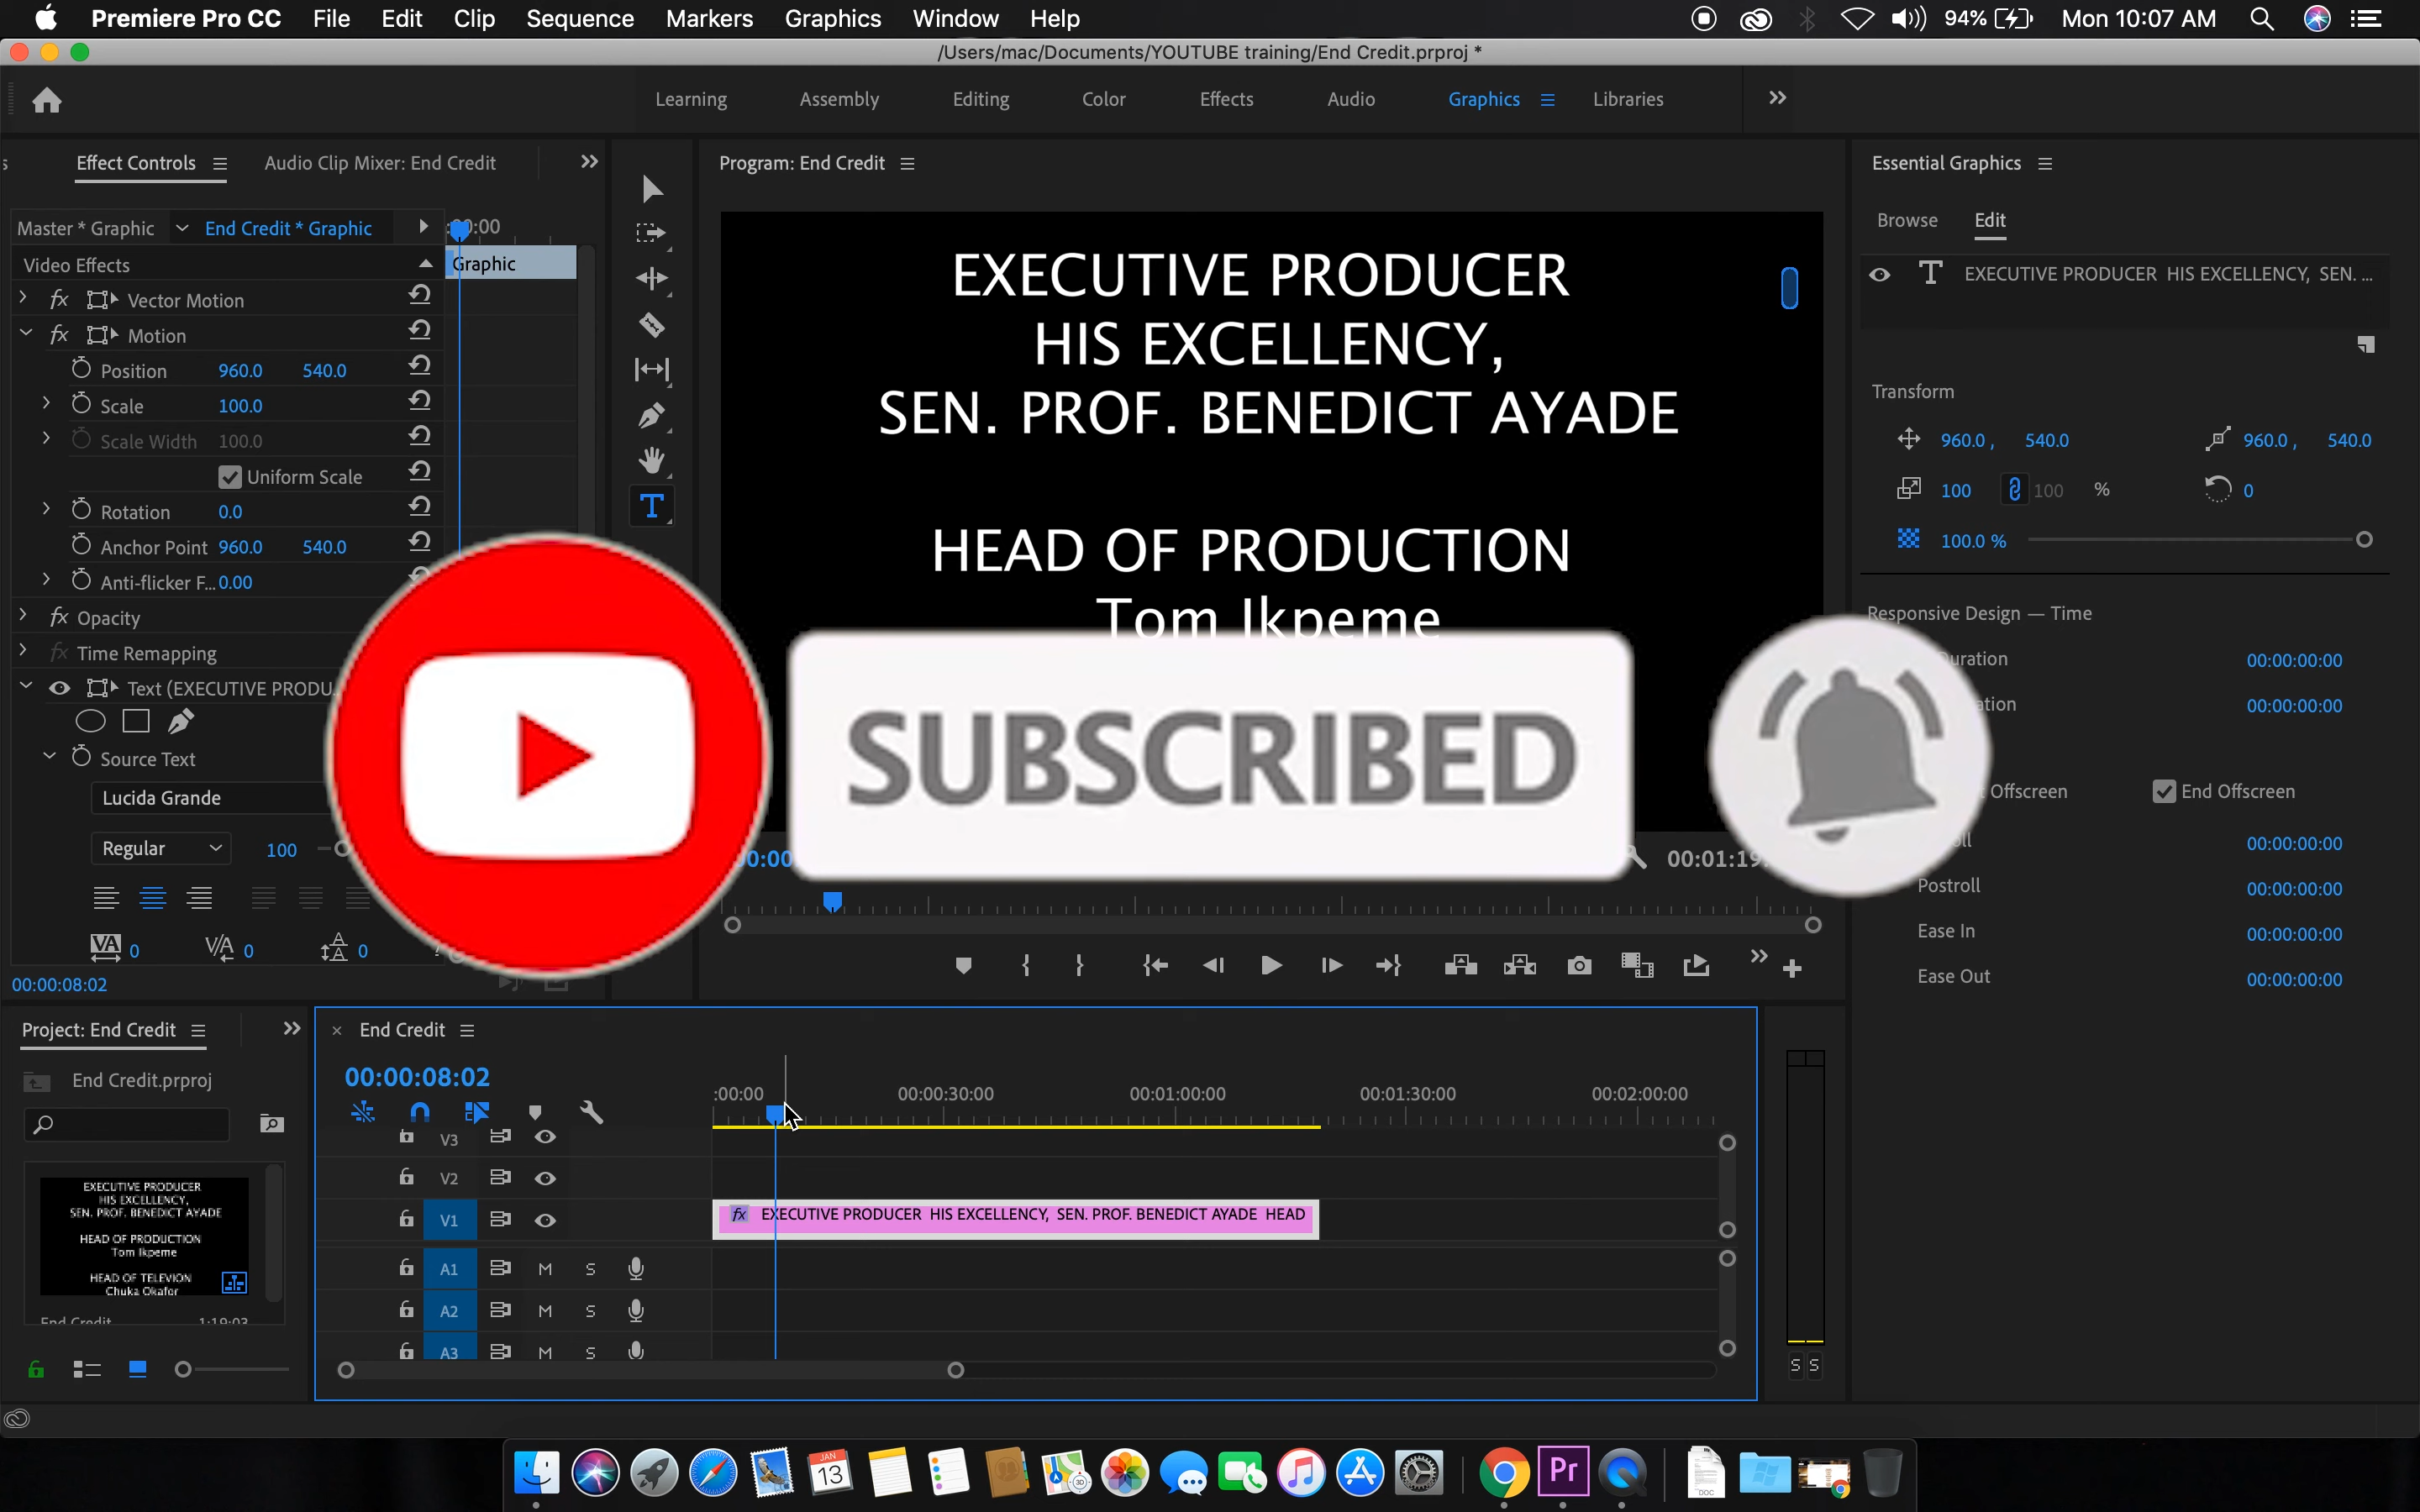 Premiere Pro CC File Edit Clip Sequence Markers Graphics Window Help 94% Mon 10:07 AM
/Users/mac/Documents/YOUTUBE training/End Credit.prproj *
Learning Assembly Editing Color Effects Audio Graphics Libraries
Effect Controls Audio Clip Mixer: End Credit
Master * Graphic End Credit * Graphic
Video Effects
Graphic
fx Vector Motion
fx Motion
Position 960.0 540.0
Scale 100.0
Scale Width 100.0
Uniform Scale
Rotation 0.0
Anchor Point 960.0 540.0
Anti-flicker F... 0.00
fx Opacity
fx Time Remapping
Text (EXECUTIVE PRODU
Source Text
Lucida Grande
Regular 100
0 0 0
00:00:08:02
Program: End Credit
EXECUTIVE PRODUCER
HIS EXCELLENCY,
SEN. PROF. BENEDICT AYADE
HEAD OF PRODUCTION
Tom Ikpeme
SUBSCRIBED
Essential Graphics
Browse Edit
EXECUTIVE PRODUCER HIS EXCELLENCY, SEN. ...
Transform
960.0 , 540.0 960.0 , 540.0
100 100 % 0
100.0 %
Responsive Design — Time
00:00:00:00
00:00:00:00
Offscreen End Offscreen
00:00:00:00
Postroll 00:00:00:00
Ease In 00:00:00:00
Ease Out 00:00:00:00
Project: End Credit
End Credit.prproj
EXECUTIVE PRODUCER
HIS EXCELLENCY,
SEN. PROF. BENEDICT AYADE
HEAD OF PRODUCTION
Tom Ikpeme
HEAD OF TELEVION
Chuka Okafor
End Credit 1:19:03
End Credit
00:00:08:02
:00:00 00:00:30:00 00:01:00:00 00:01:30:00 00:02:00:00
V3
V2
V1
fx EXECUTIVE PRODUCER HIS EXCELLENCY, SEN. PROF. BENEDICT AYADE HEAD
A1 M S
A2 M S
A3 M S
S S
JAN
13
Pr
DOC